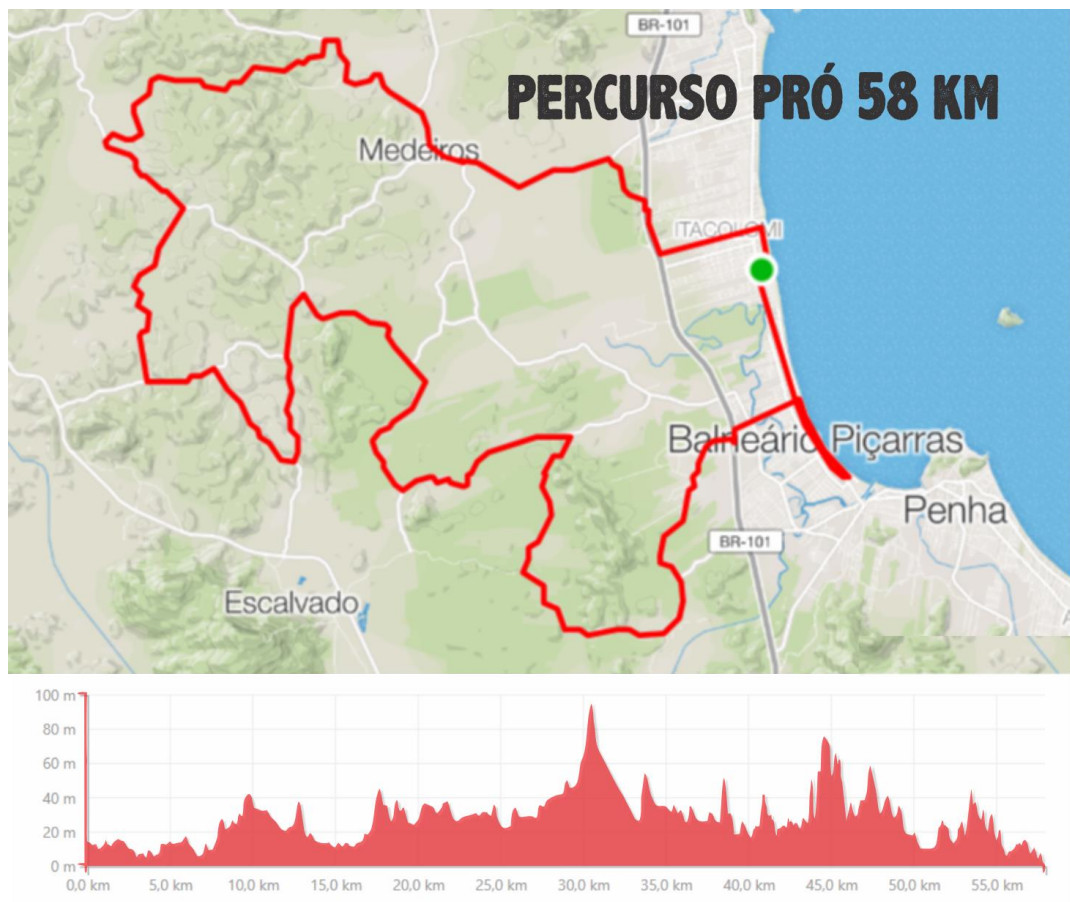 BR-101
PERCURSO PRÓ 58 KM
Medeiros
ITACOLOMI
Balneário Piçarras
Penha
BR-101
Escalvado
100 m
80 m
60 m
40 m
20 m
0 m
0,0 km 5,0 km 10,0 km 15,0 km 20,0 km 25,0 km 30,0 km 35,0 km 40,0 km 45,0 km 50,0 km 55,0 km